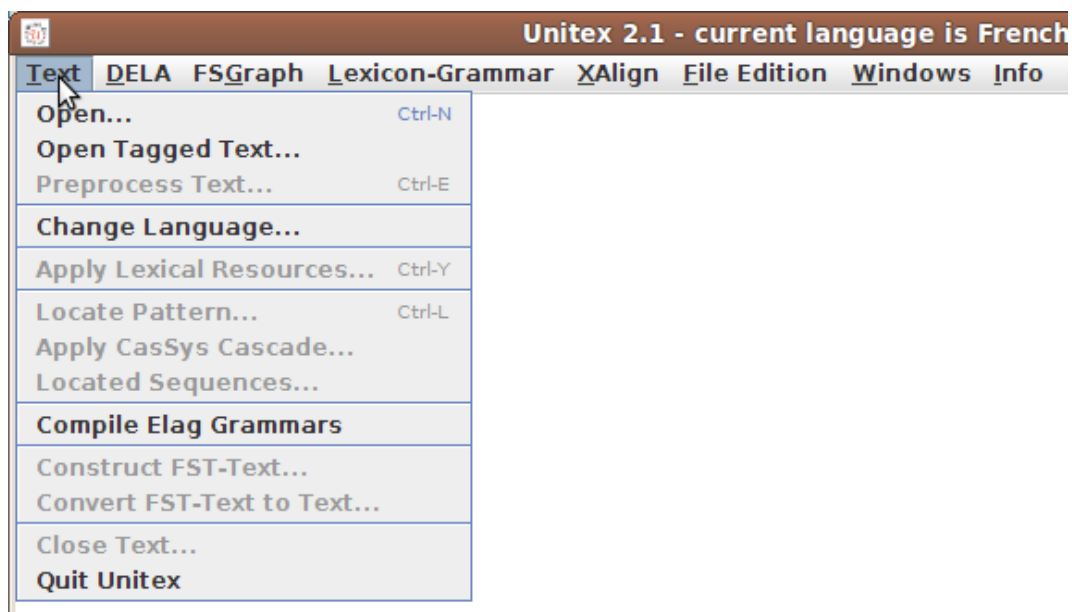 Unitex 2.1 - current language is French
Text DELA FSGraph Lexicon-Grammar XAlign File Edition Windows Info
Open... Ctrl-N
Open Tagged Text...
Preprocess Text... Ctrl-E
Change Language...
Apply Lexical Resources... Ctrl-Y
Locate Pattern... Ctrl-L
Apply CasSys Cascade...
Located Sequences...
Compile Elag Grammars
Construct FST-Text...
Convert FST-Text to Text...
Close Text...
Quit Unitex